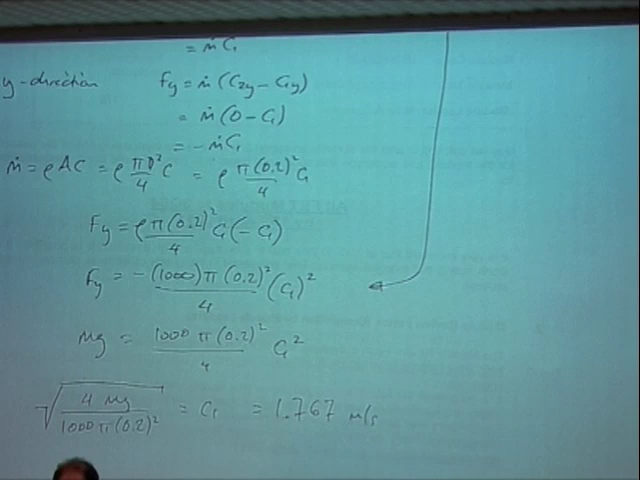 = ṁC₁
y-direction Fy = ṁ(C₂y − C₁y)
= ṁ(0 − C₁)
= −ṁC₁
ṁ = ρAC = ρ πD²/4 C = ρ π(0.2)²/4 C₁
Fy = ρπ(0.2)²/4 C₁(−C₁)
Fy = −(1000)π(0.2)²/4 (C₁)²
Mg = 1000π(0.2)²/4 C₁²
√(4Mg/1000π(0.2)²) = C₁ = 1.767 m/s